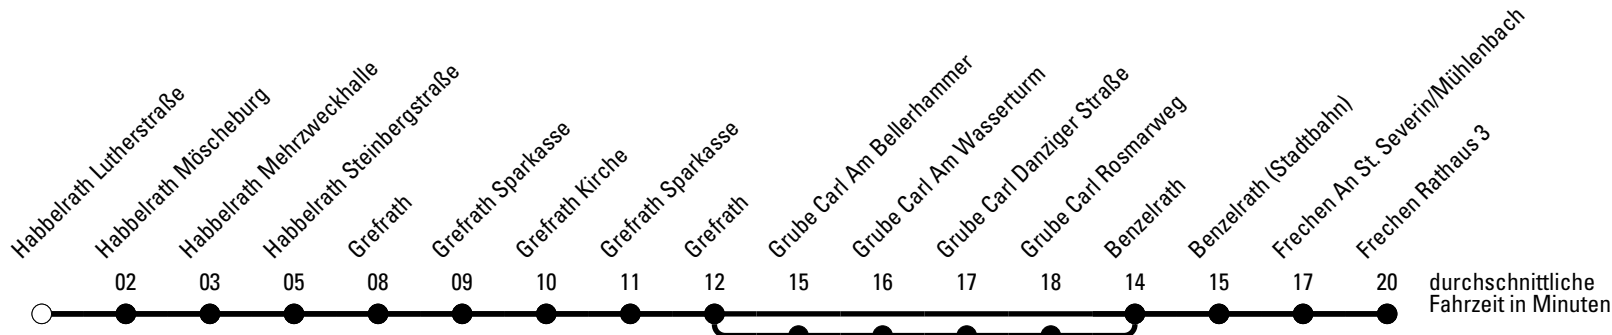 Habbelrath Lutherstraße
Habbelrath Möscheburg
Habbelrath Mehrzweckhalle
Habbelrath Steinbergstraße
Grefrath
Grefrath Sparkasse
Grefrath Kirche
Grefrath Sparkasse
Grefrath
Grube Carl Am Bellerhammer
Grube Carl Am Wasserturm
Grube Carl Danziger Straße
Grube Carl Rosmarweg
Benzelrath
Benzelrath (Stadtbahn)
Frechen An St. Severin/Mühlenbach
Frechen Rathaus 3
02 03 05 08 09 10 11 12 15 16 17 18 14 15 17 20 durchschnittliche
Fahrzeit in Minuten